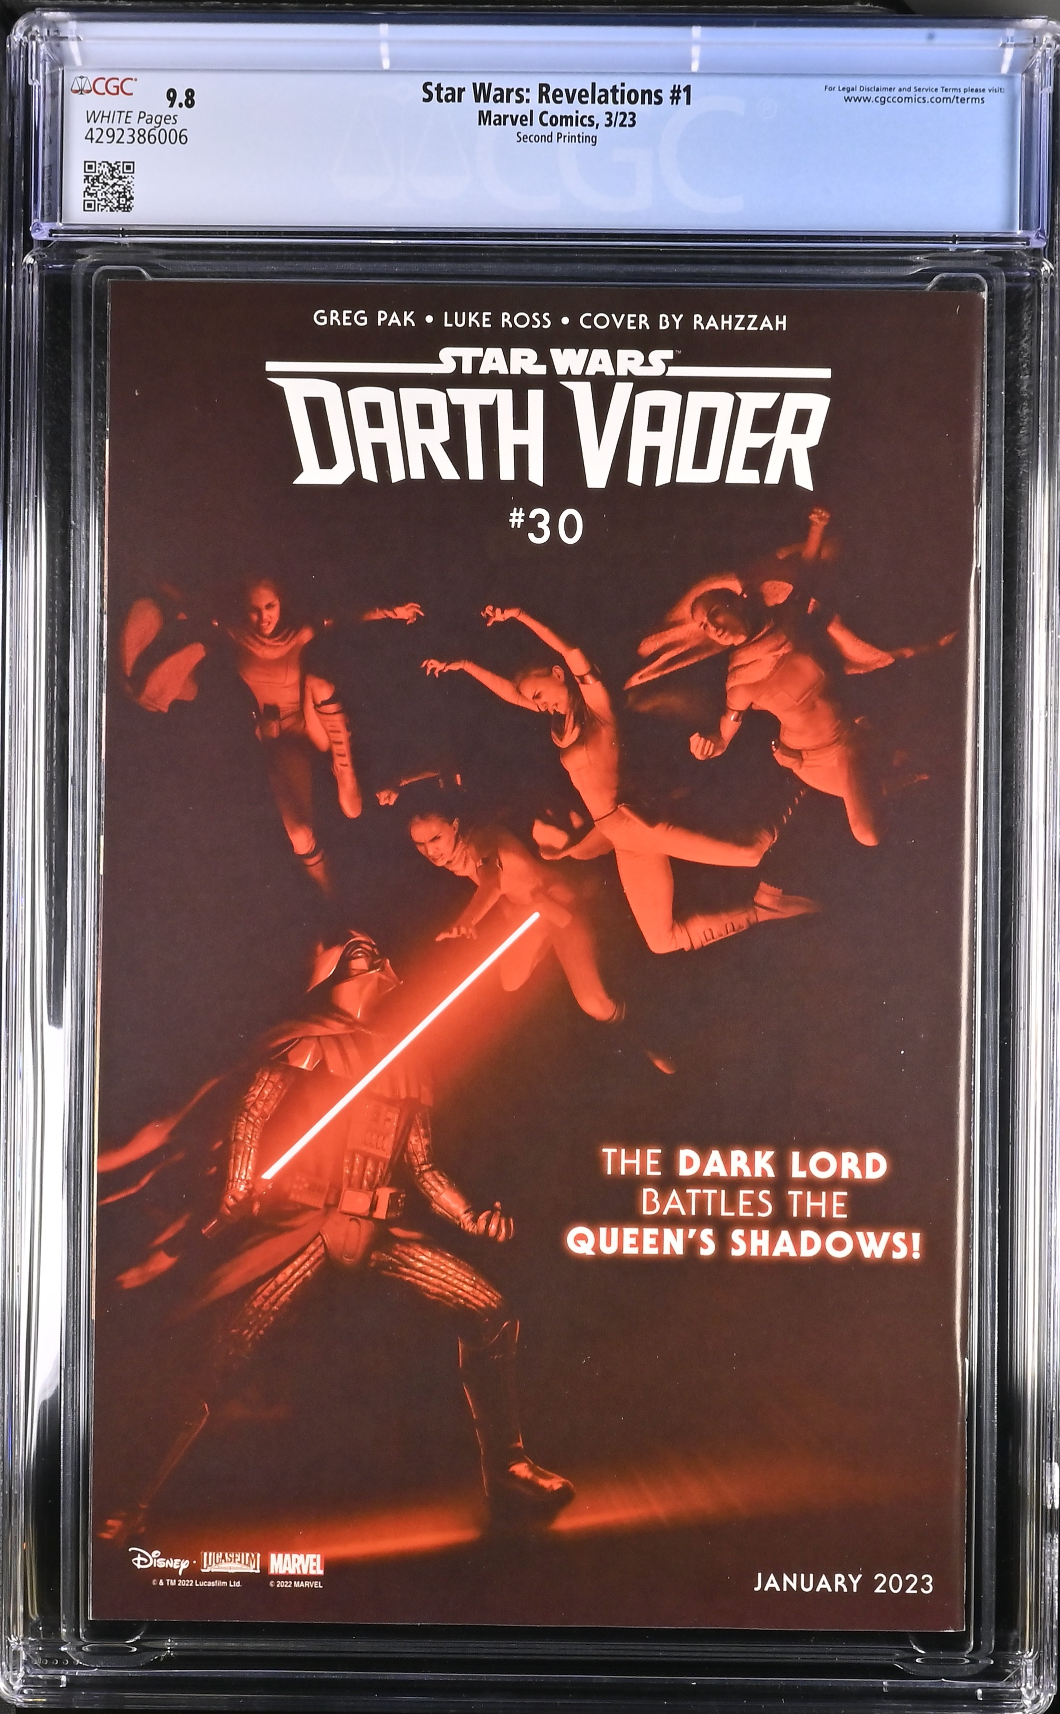 CGC
9.8
WHITE Pages
4292386006
Star Wars: Revelations #1
Marvel Comics, 3/23
Second Printing
For Legal Disclaimer and Service Terms please visit:
www.cgccomics.com/terms
CGC
GREG PAK • LUKE ROSS • COVER BY RAHZZAH
STAR WARS™
DARTH VADER
#30
THE DARK LORD
BATTLES THE
QUEEN'S SHADOWS!
DISNEY · LUCASFILM MARVEL
© & TM 2022 Lucasfilm Ltd. © 2022 MARVEL
JANUARY 2023